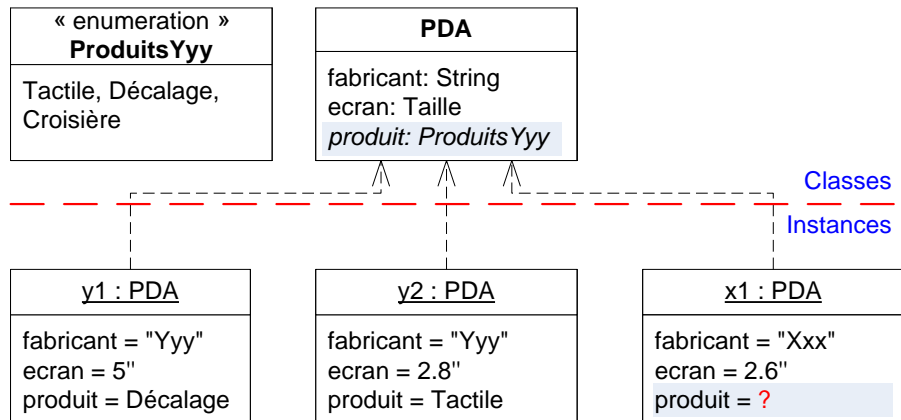 « enumeration »
ProduitsYyy
Tactile, Décalage,
Croisière
PDA
fabricant: String
ecran: Taille
produit: ProduitsYyy
Classes
Instances
y1 : PDA
fabricant = "Yyy"
ecran = 5"
produit = Décalage
y2 : PDA
fabricant = "Yyy"
ecran = 2.8"
produit = Tactile
x1 : PDA
fabricant = "Xxx"
ecran = 2.6"
produit = ?